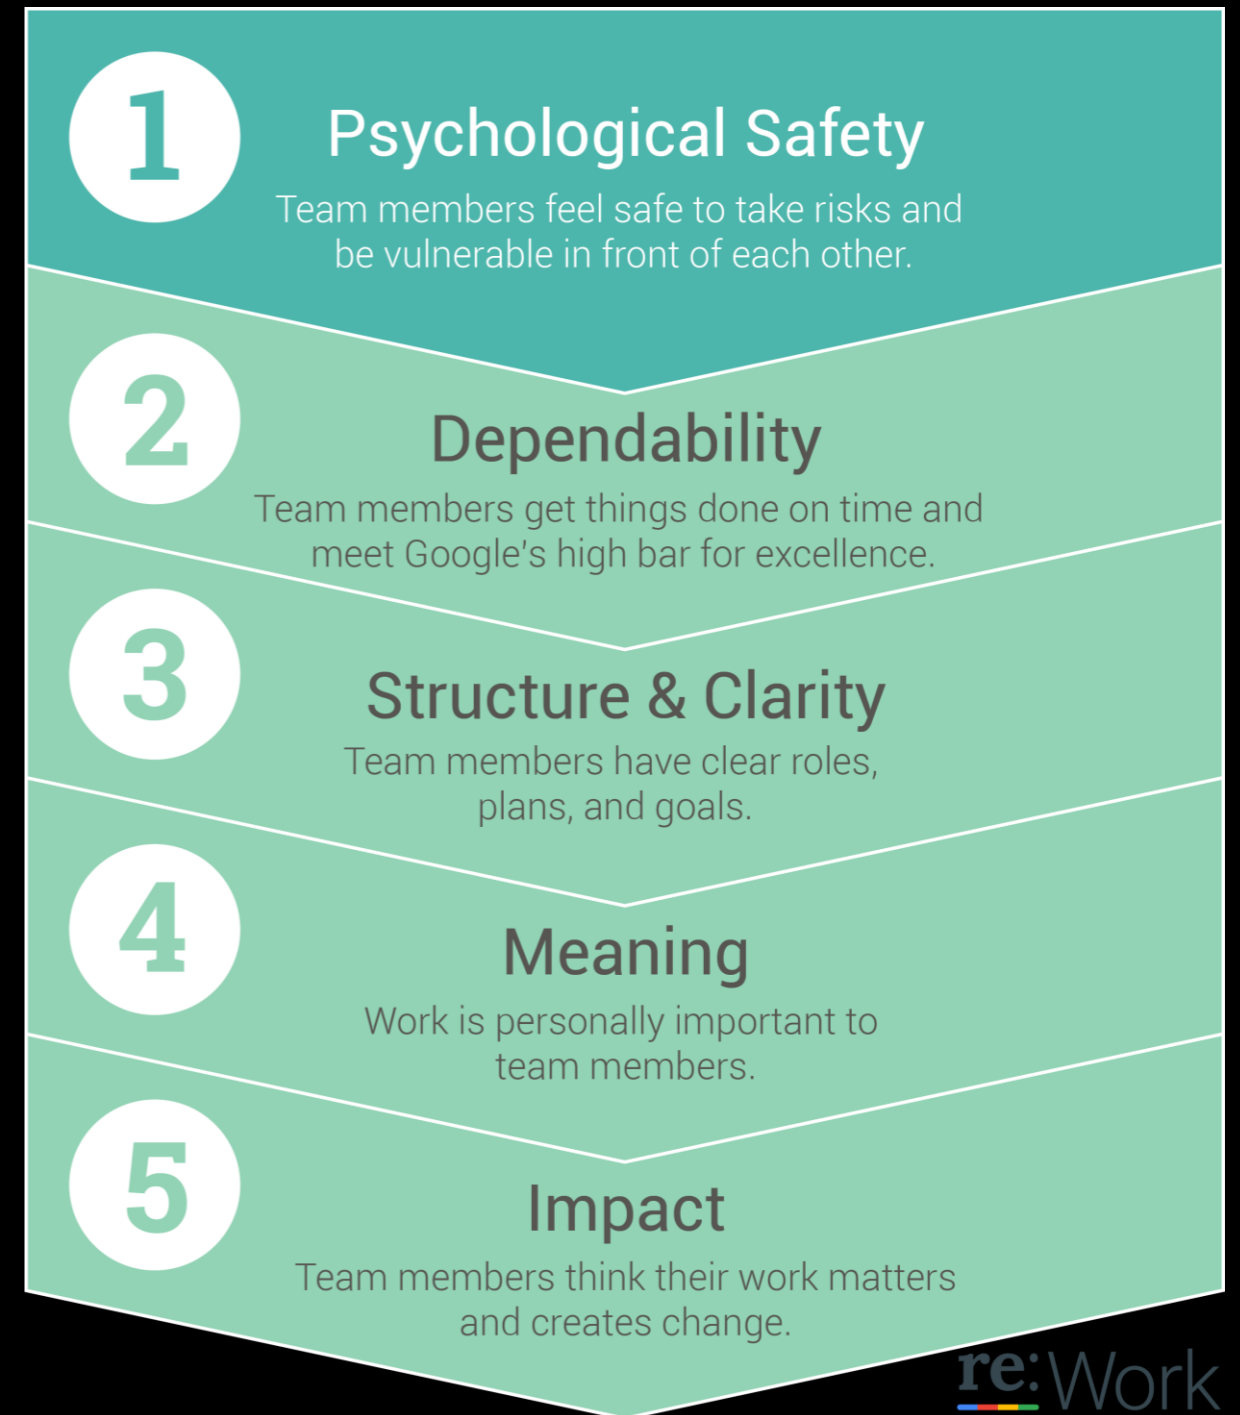 1
Psychological Safety
Team members feel safe to take risks and
be vulnerable in front of each other.
2
Dependability
Team members get things done on time and
meet Google's high bar for excellence.
3
Structure & Clarity
Team members have clear roles,
plans, and goals.
4
Meaning
Work is personally important to
team members.
5
Impact
Team members think their work matters
and creates change.
re:Work